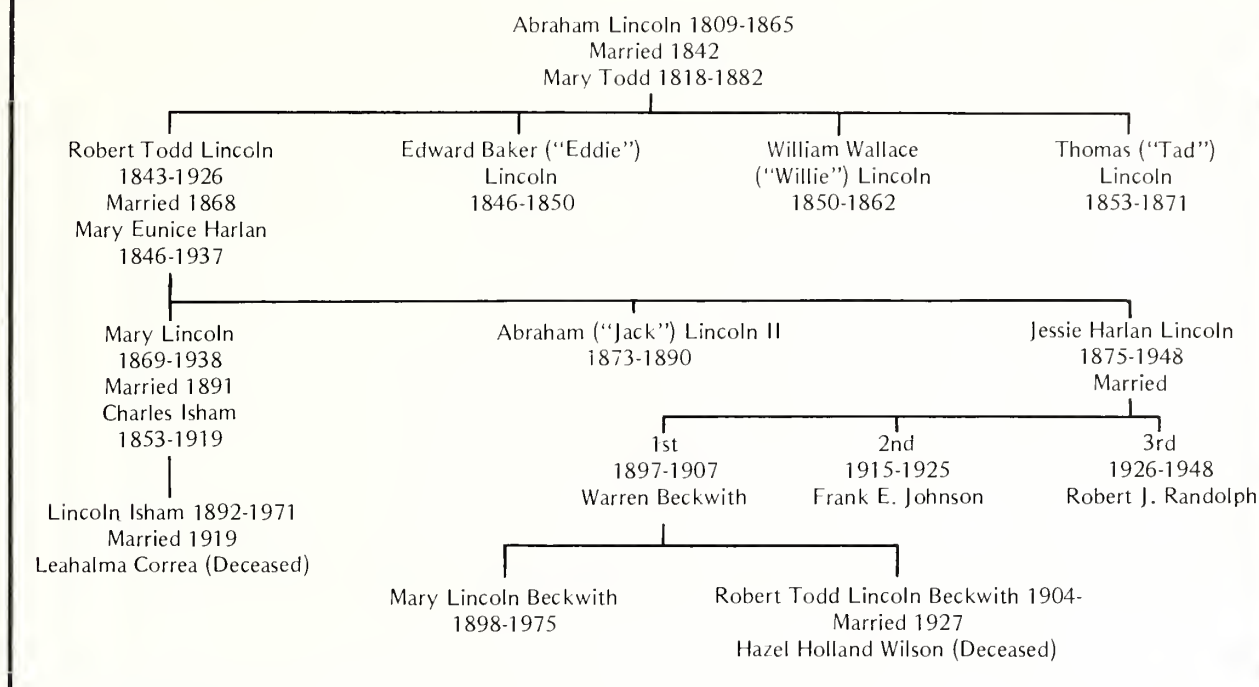 Abraham Lincoln 1809-1865
Married 1842
Mary Todd 1818-1882
Robert Todd Lincoln
1843-1926
Married 1868
Mary Eunice Harlan
1846-1937
Edward Baker ("Eddie")
Lincoln
1846-1850
William Wallace
("Willie") Lincoln
1850-1862
Thomas ("Tad")
Lincoln
1853-1871
Mary Lincoln
1869-1938
Married 1891
Charles Isham
1853-1919
Abraham ("Jack") Lincoln II
1873-1890
Jessie Harlan Lincoln
1875-1948
Married
1st
1897-1907
Warren Beckwith
2nd
1915-1925
Frank E. Johnson
3rd
1926-1948
Robert J. Randolph
Lincoln Isham 1892-1971
Married 1919
Leahalma Correa (Deceased)
Mary Lincoln Beckwith
1898-1975
Robert Todd Lincoln Beckwith 1904-
Married 1927
Hazel Holland Wilson (Deceased)